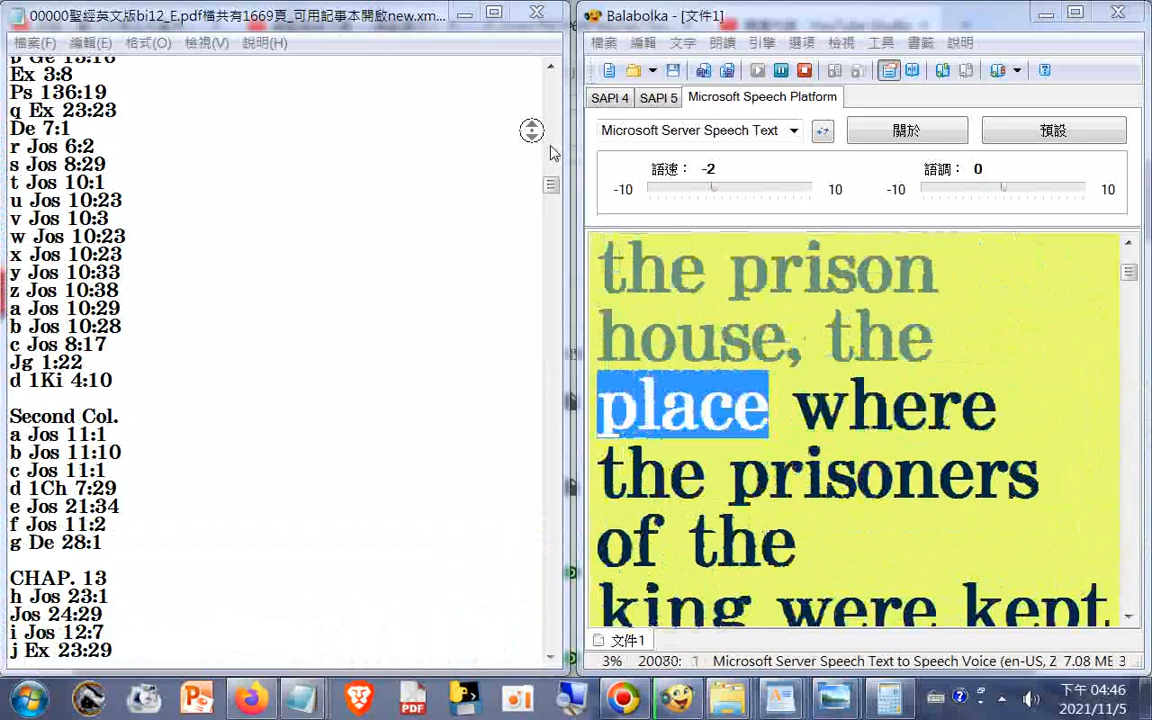 00000聖經英文版bi12_E.pdf檔共有1669頁_可用記事本開啟new.xm...
檔案(F) 編輯(E) 格式(O) 檢視(V) 說明(H)
p Ge 13:16
Ex 3:8
Ps 136:19
q Ex 23:23
De 7:1
r Jos 6:2
s Jos 8:29
t Jos 10:1
u Jos 10:23
v Jos 10:3
w Jos 10:23
x Jos 10:23
y Jos 10:33
z Jos 10:38
a Jos 10:29
b Jos 10:28
c Jos 8:17
Jg 1:22
d 1Ki 4:10
Second Col.
a Jos 11:1
b Jos 11:10
c Jos 11:1
d 1Ch 7:29
e Jos 21:34
f Jos 11:2
g De 28:1
CHAP. 13
h Jos 23:1
Jos 24:29
i Jos 12:7
j Ex 23:29
Balabolka - [文件1]
檔案 編輯 文字 朗讀 引擎 選項 檢視 工具 書籤 說明
SAPI 4 SAPI 5 Microsoft Speech Platform
Microsoft Server Speech Text 關於 預設
語速： -2 語調： 0
-10 10 -10 10
the prison
house, the
place where
the prisoners
of the
king were kept
文件1
3% 20080: 1 Microsoft Server Speech Text to Speech Voice (en-US, Z 7.08 MB 3
PDF
下午 04:46
2021/11/5